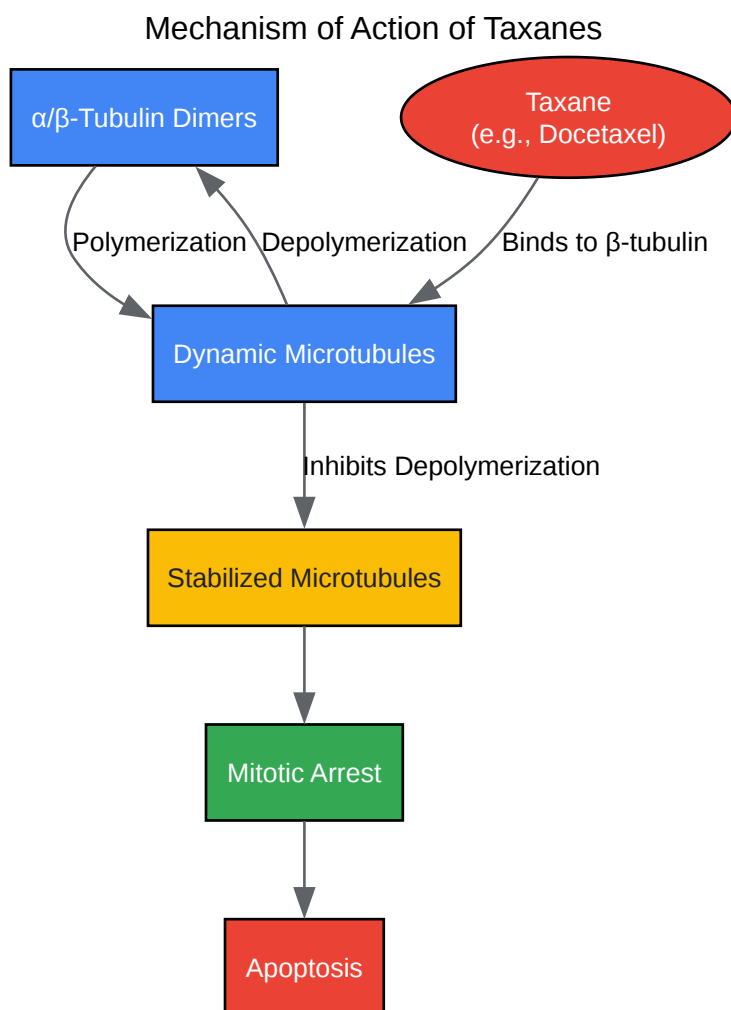 Mechanism of Action of Taxanes
α/β-Tubulin Dimers
Taxane
(e.g., Docetaxel)
Polymerization
Depolymerization
Binds to β-tubulin
Dynamic Microtubules
Inhibits Depolymerization
Stabilized Microtubules
Mitotic Arrest
Apoptosis